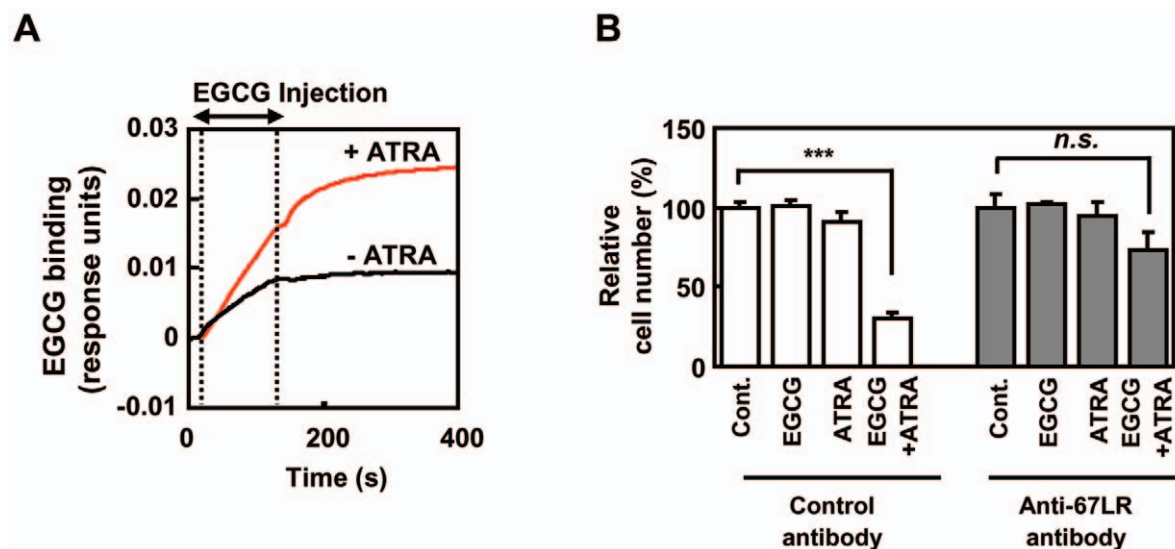 A
EGCG Injection
0.03
0.02
0.01
0
-0.01
EGCG binding
(response units)
+ ATRA
- ATRA
0
200
400
Time (s)
B
150
100
50
0
Relative
cell number (%)
***
n.s.
Cont.
EGCG
ATRA
EGCG
+ATRA
Cont.
EGCG
ATRA
EGCG
+ATRA
Control
antibody
Anti-67LR
antibody